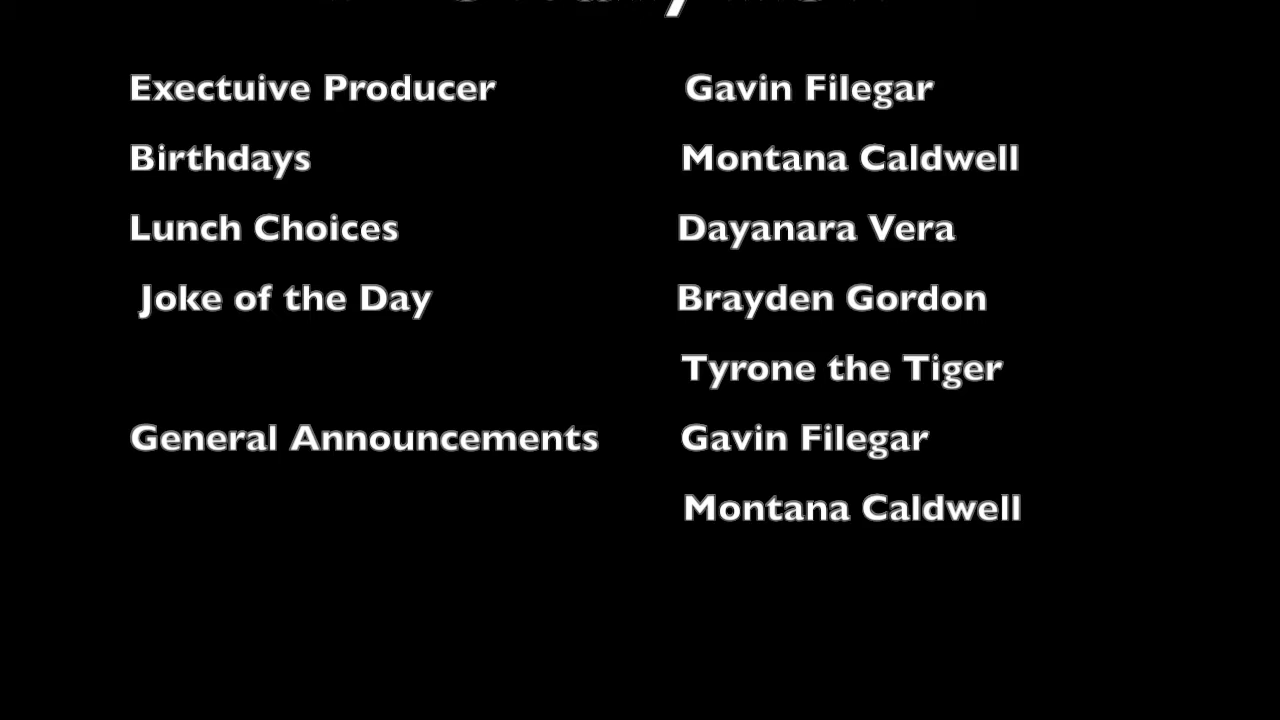 Exectuive Producer Gavin Filegar
Birthdays Montana Caldwell
Lunch Choices Dayanara Vera
Joke of the Day Brayden Gordon
Tyrone the Tiger
General Announcements Gavin Filegar
Montana Caldwell